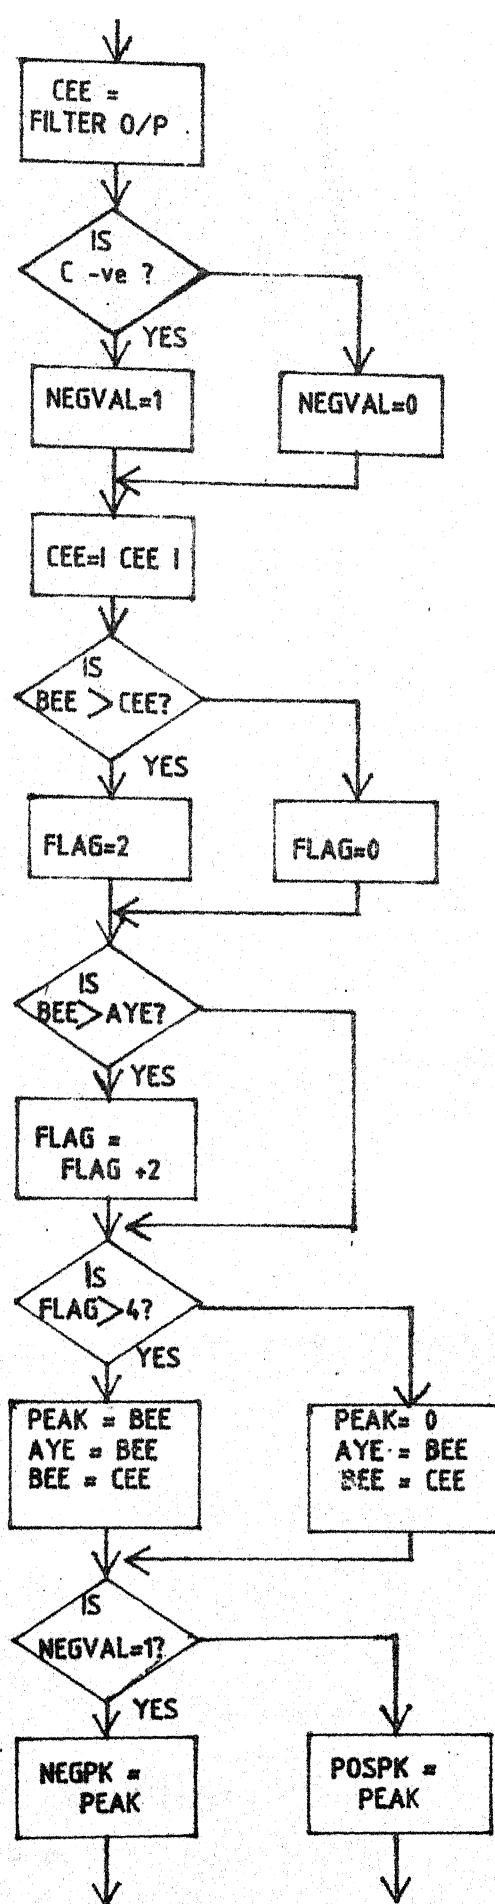 CEE =
FILTER O/P
IS
C -ve ?
YES
NEGVAL=1
NEGVAL=0
CEE=| CEE |
IS
BEE > CEE?
YES
FLAG=2
FLAG=0
IS
BEE>AYE?
YES
FLAG =
FLAG +2
Is
FLAG>4?
YES
PEAK = BEE
AYE = BEE
BEE = CEE
PEAK= 0
AYE = BEE
BEE = CEE
IS
NEGVAL=1?
YES
NEGPK =
PEAK
POSPK =
PEAK